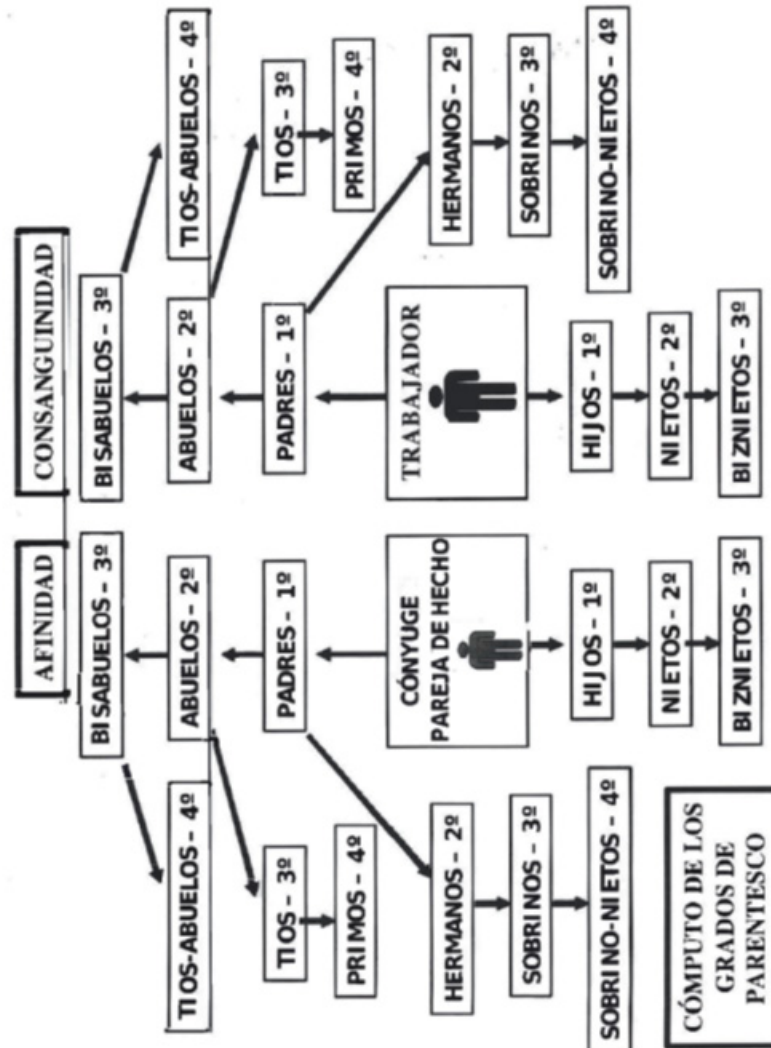 AFINIDAD
CONSANGUINIDAD
BISABUELOS – 3º
BISABUELOS – 3º
TIOS-ABUELOS – 4º
ABUELOS – 2º
ABUELOS – 2º
TIOS-ABUELOS – 4º
TIOS – 3º
PADRES – 1º
PADRES – 1º
TIOS – 3º
PRIMOS – 4º
PRIMOS – 4º
HERMANOS – 2º
CÓNYUGE
PAREJA DE HECHO
TRABAJADOR
HERMANOS – 2º
SOBRINOS – 3º
HIJOS – 1º
HIJOS – 1º
SOBRINOS – 3º
SOBRINO-NIETOS – 4º
NIETOS – 2º
NIETOS – 2º
SOBRINO-NIETOS – 4º
BIZNIETOS – 3º
BIZNIETOS – 3º
CÓMPUTO DE LOS
GRADOS DE
PARENTESCO